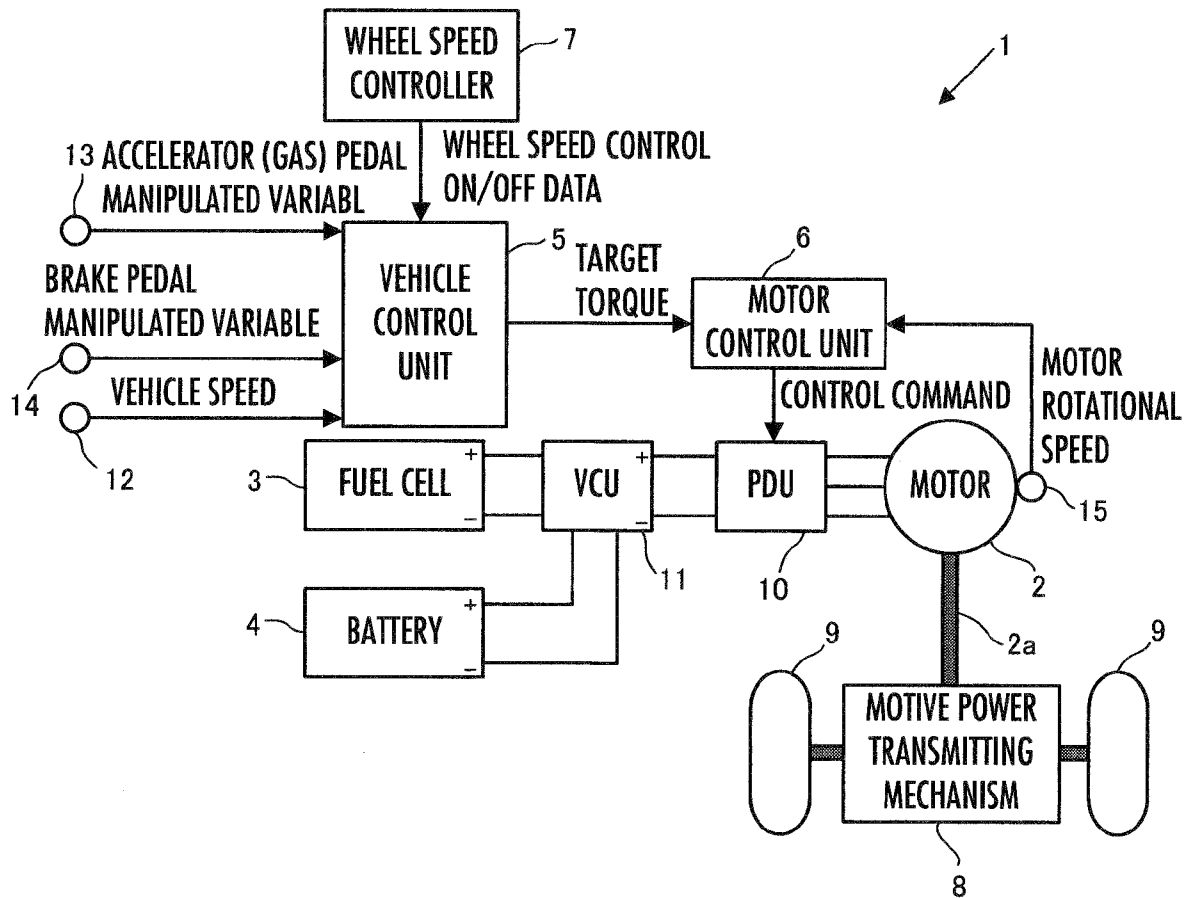 WHEEL SPEED
CONTROLLER
7
1
13
ACCELERATOR (GAS) PEDAL
MANIPULATED VARIABL
WHEEL SPEED CONTROL
ON/OFF DATA
BRAKE PEDAL
MANIPULATED VARIABLE
14
VEHICLE SPEED
12
VEHICLE
CONTROL
UNIT
5
TARGET
TORQUE
6
MOTOR
CONTROL UNIT
CONTROL COMMAND
MOTOR
ROTATIONAL
SPEED
3
FUEL CELL
+
−
VCU
+
−
11
PDU
10
MOTOR
15
2
4
BATTERY
+
−
2a
9
9
MOTIVE POWER
TRANSMITTING
MECHANISM
8